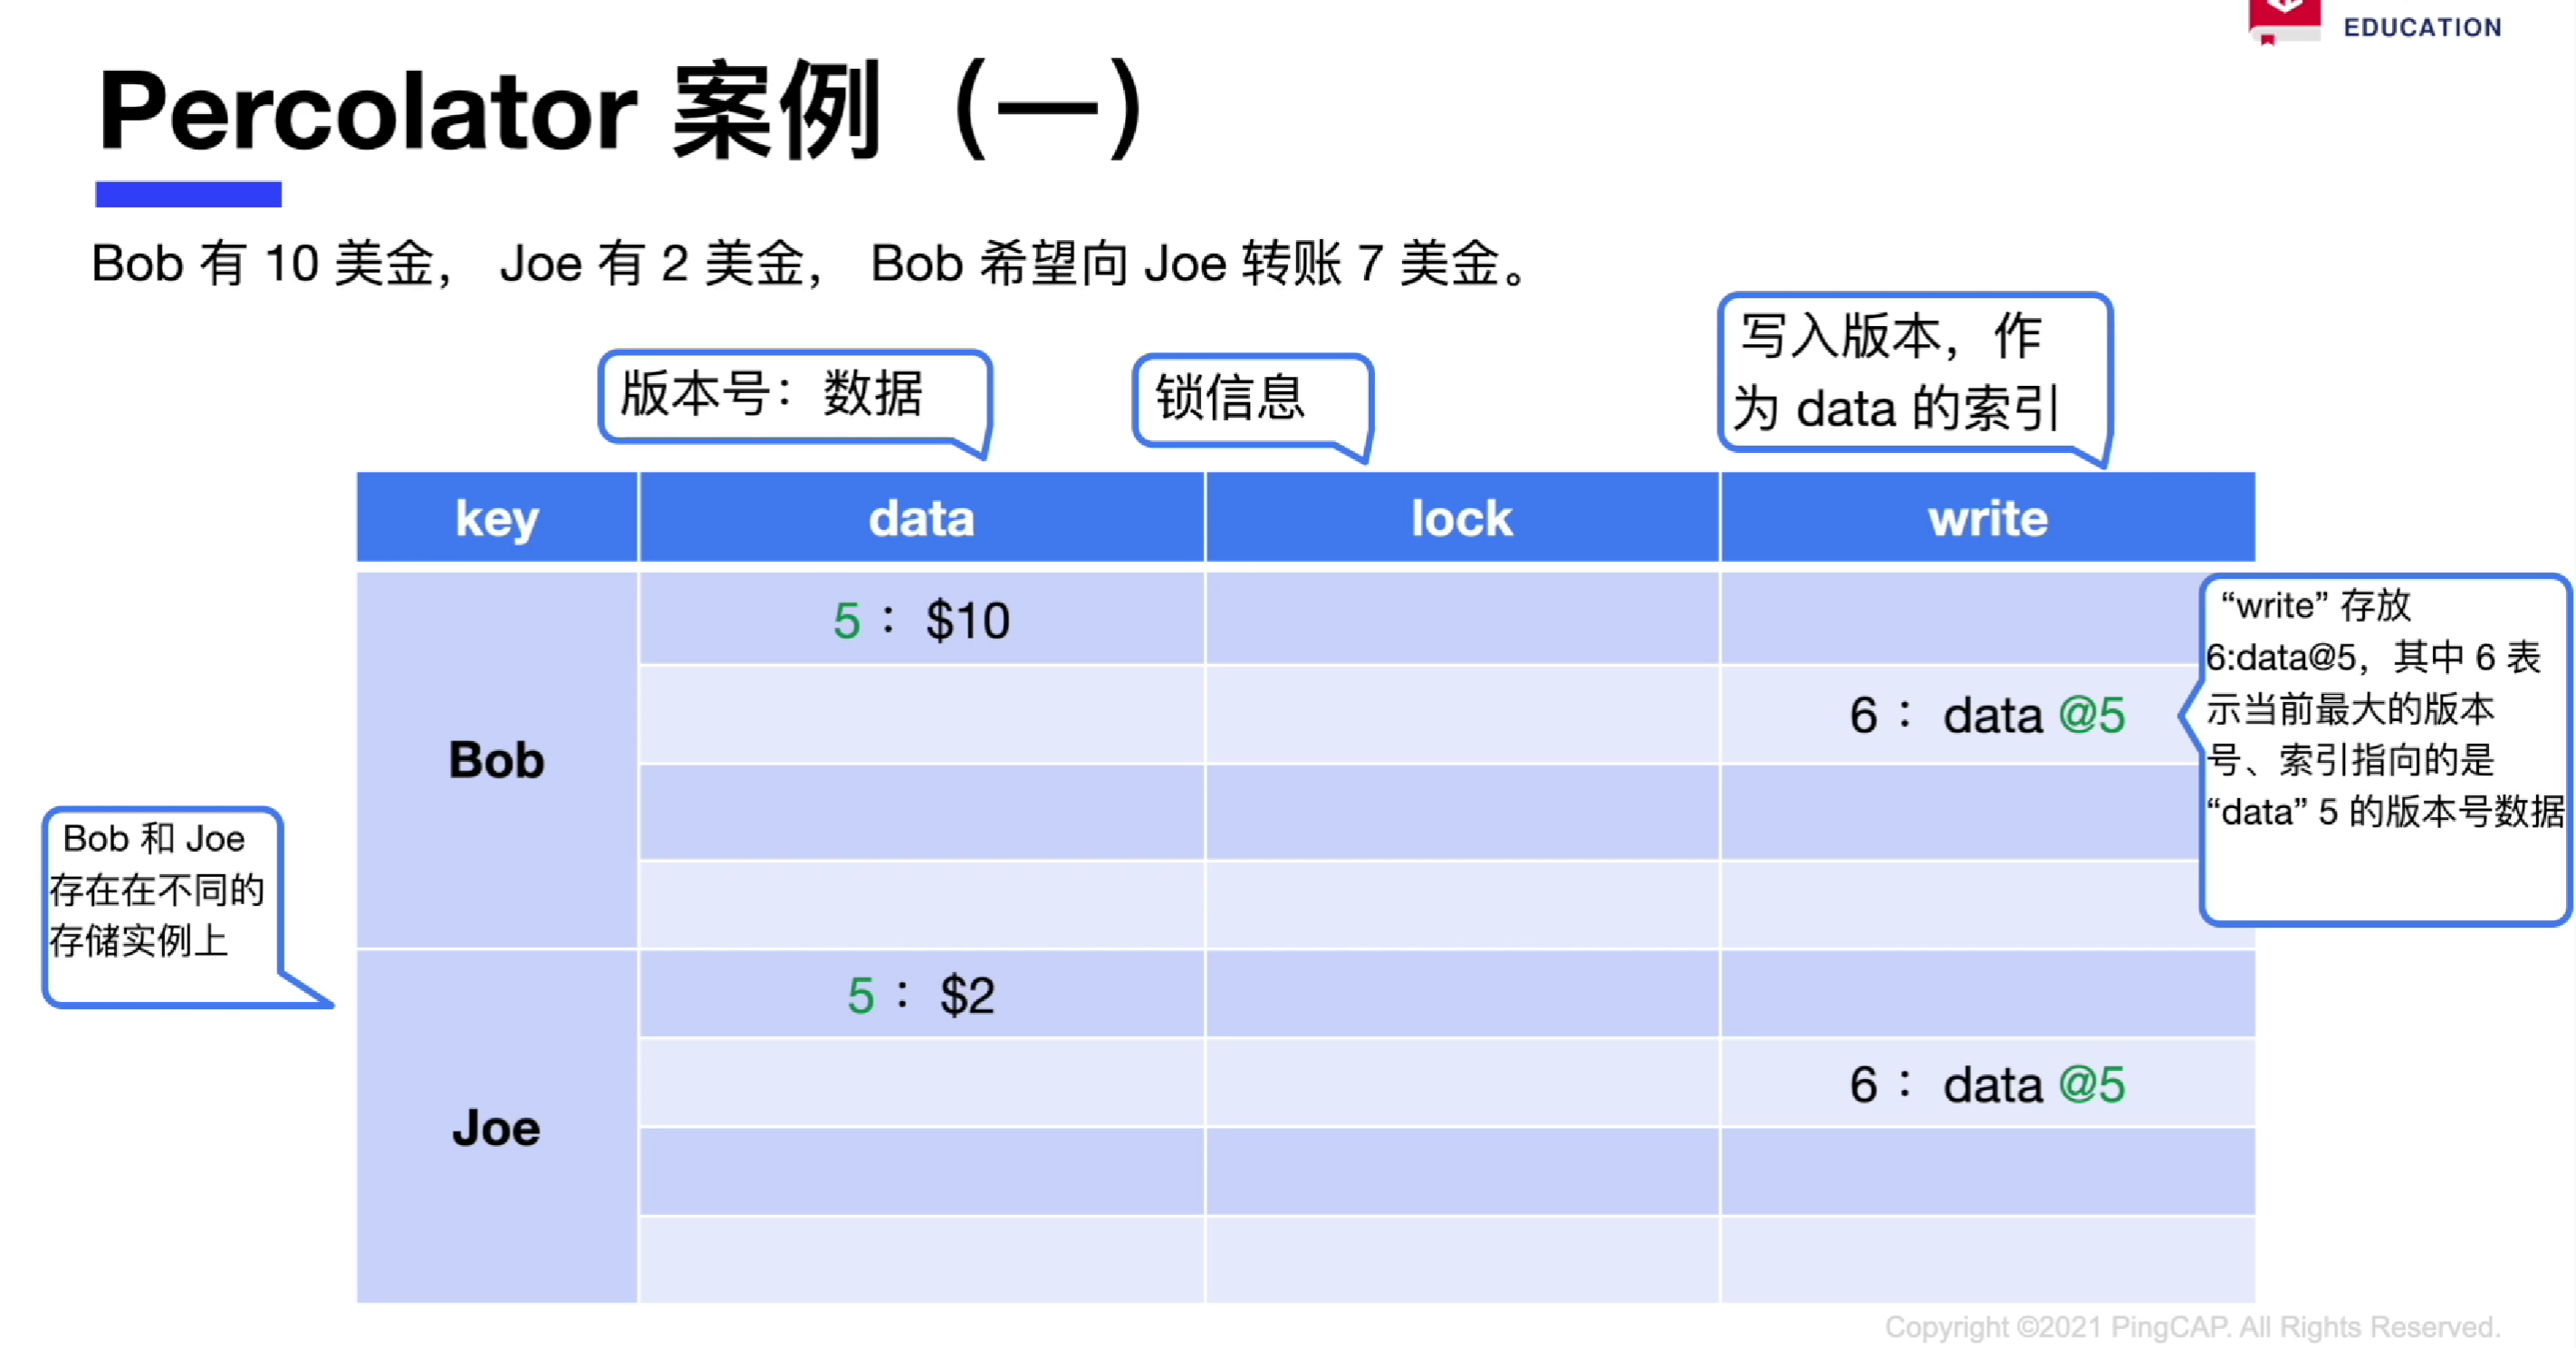 EDUCATION
Percolator 案例（一）
Bob 有 10 美金， Joe 有 2 美金， Bob 希望向 Joe 转账 7 美金。
版本号：数据
锁信息
写入版本，作
为 data 的索引
key data lock write
5： $10
Bob
6： data @5
“write” 存放
6:data@5，其中 6 表
示当前最大的版本
号、索引指向的是
“data” 5 的版本号数据
Bob 和 Joe
存在在不同的
存储实例上
5： $2
Joe
6： data @5
Copyright ©2021 PingCAP. All Rights Reserved.